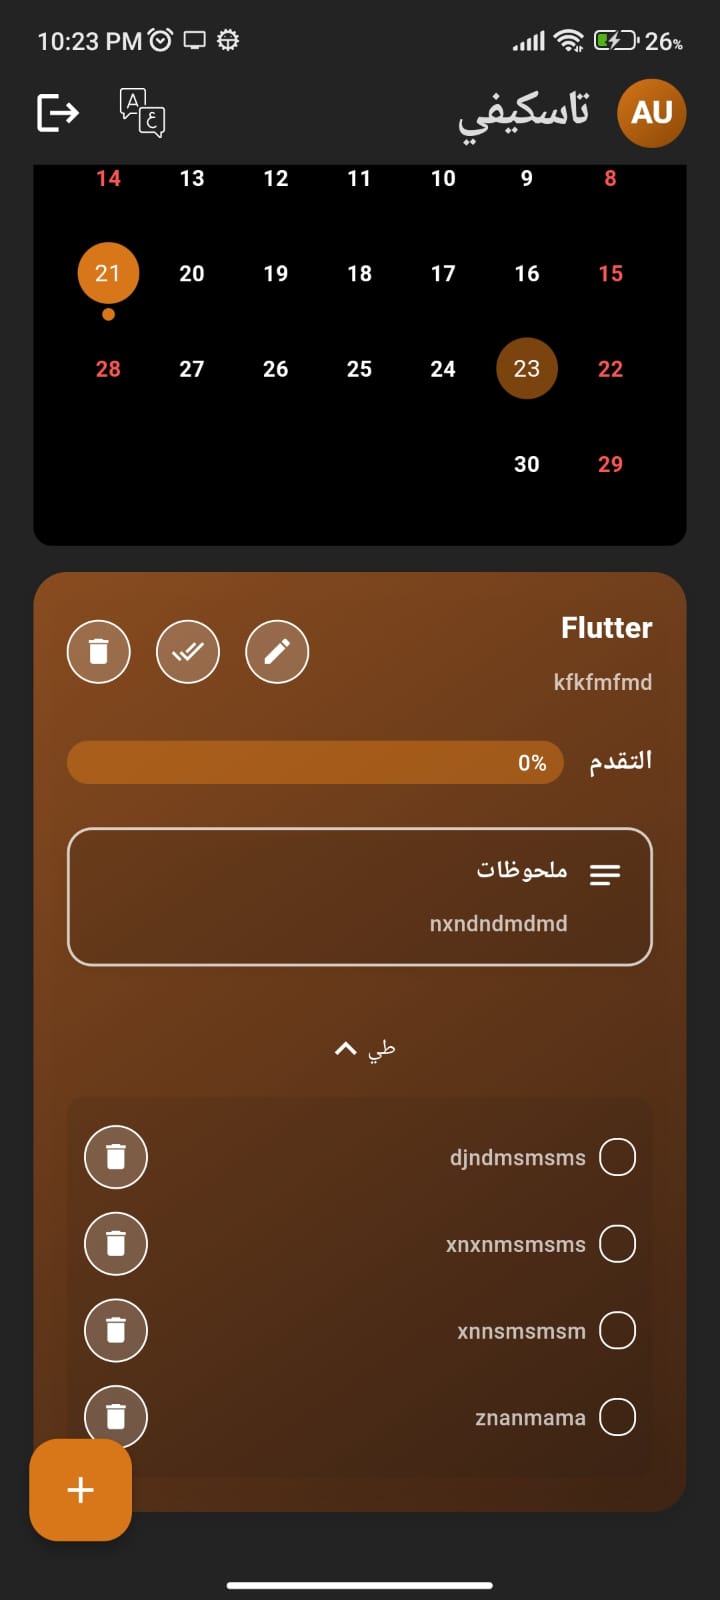 10:23 PM 26%
AU تاسكيفي
8 9 10 11 12 13 14
15 16 17 18 19 20 21
22 23 24 25 26 27 28
29 30
Flutter
kfkfmfmd
التقدم 0%
ملحوظات
nxndndmdmd
طي
djndmsmsms
xnxnmsmsms
xnnsmsmsm
znanmama
+